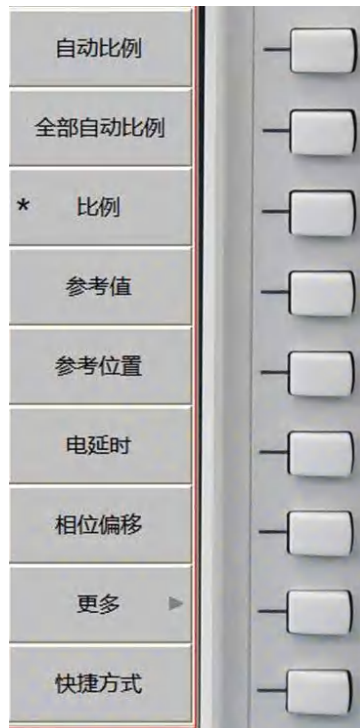 自动比例
全部自动比例
* 比例
参考值
参考位置
电延时
相位偏移
更多
快捷方式